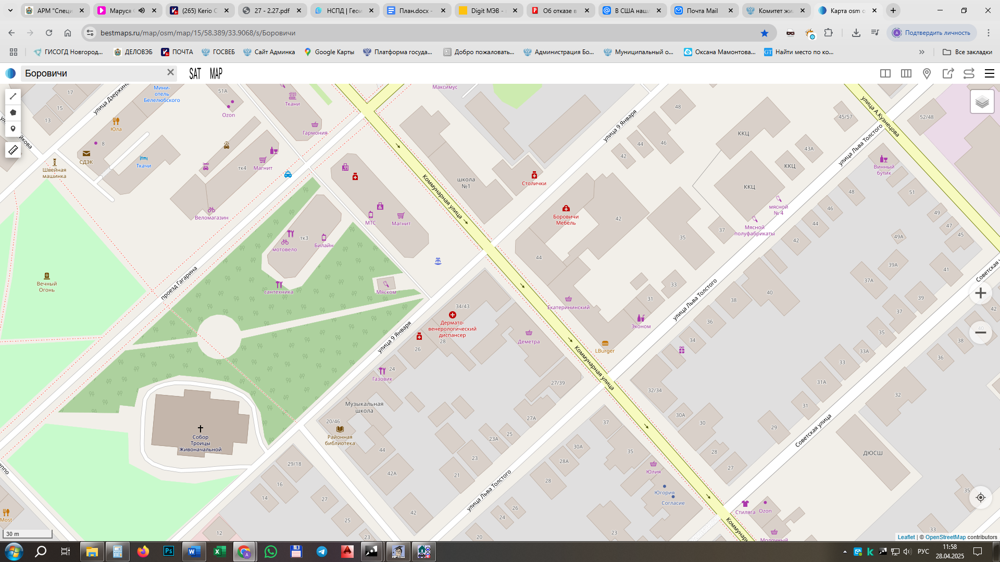 АРМ "Специ
Маруся
(265) Kerio C
27 - 2.27.pdf
НСПД | Геои
План.docx -
Digit МЭВ -
Об отказе в
В США наш
Почта Mail
Комитет жи
Карта osm о
bestmaps.ru/map/osm/map/15/58.389/33.9068/s/Боровичи
Подтвердить личность
ГИСОГД Новгород...
ДЕЛОВЭБ
ПОЧТА
ГОСВЕБ
Сайт Админка
Google Карты
Платформа госуда...
Добро пожаловать...
Администрация Бо...
Муниципальный о...
Оксана Мамонтова...
GT Найти место по ко...
Все закладки
Боровичи
SAT MAP
Максимус
17
Мини-
отель
Белелюбского
51А
Ткани
улица Дзержинс
15
48
Ozon
13
Юла
Гармония
улица 9 Января
45/57
улица А.Кузнецова
52/48
ККЦ
8
44
46
43А
42
йкова
СДЭК
Ткачи
тк4
Магнит
Швейная
машинка
улица Льва Толстого
Винный
бутик
ККЦ
школа
№1
Столички
ККЦ
48
51
Коммунарная улица
мясной
№ 4
46
49
Веломагазин
МТС
Магнит
Боровичи
Мебель
42
44
47
37
Мясной
полуфабрикаты
45
тк3
35
49А
42
мотовело
Билайн
44
39А
41
Советская у
Вечный
Огонь
проезд Гагарина
37А
33
сантехника
Мяском
40
31
38
39
34/43
Екатерининский
улица Льва Толстого
37
42
Дермато-
венерологический
диспансер
Эконом
36
40
35
улица 9 Января
28
26
Деметра
34
38
LBurger
33А
36
33
24
Газовик
Коммунарная улица
27/39
31А
32/34
32
Музыкальная
школа
31
20/46
27А
30А
37
30
29
Собор
Троицы
Живоначальной
Районная
библиотека
25
23А
Советская улица
44
30А
35
28
ДЮСШ
23
28А
29/18
27
42А
21
Юлия
28
16
улица Льва Толстого
Югория
35
14
27
Согласие
26
Стиляга
Ozon
42
24
Most
25
Коммунарн
12
23
20
23
33
Молочный
30 m
Leaflet | © OpenStreetMap contributors
РУС
11:58
28.04.2025